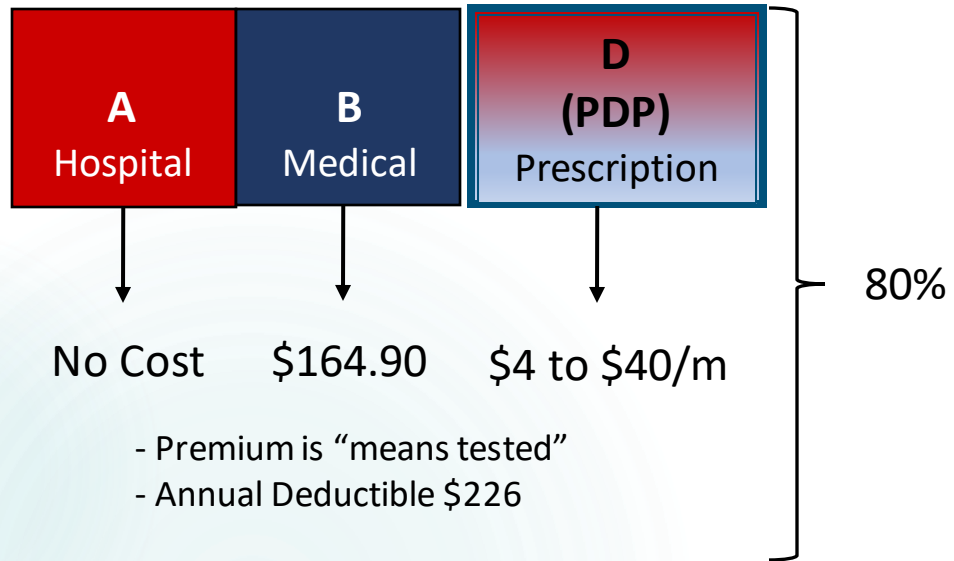 A
Hospital
B
Medical
D
(PDP)
Prescription
80%
No Cost
$164.90
$4 to $40/m
- Premium is “means tested”
- Annual Deductible $226